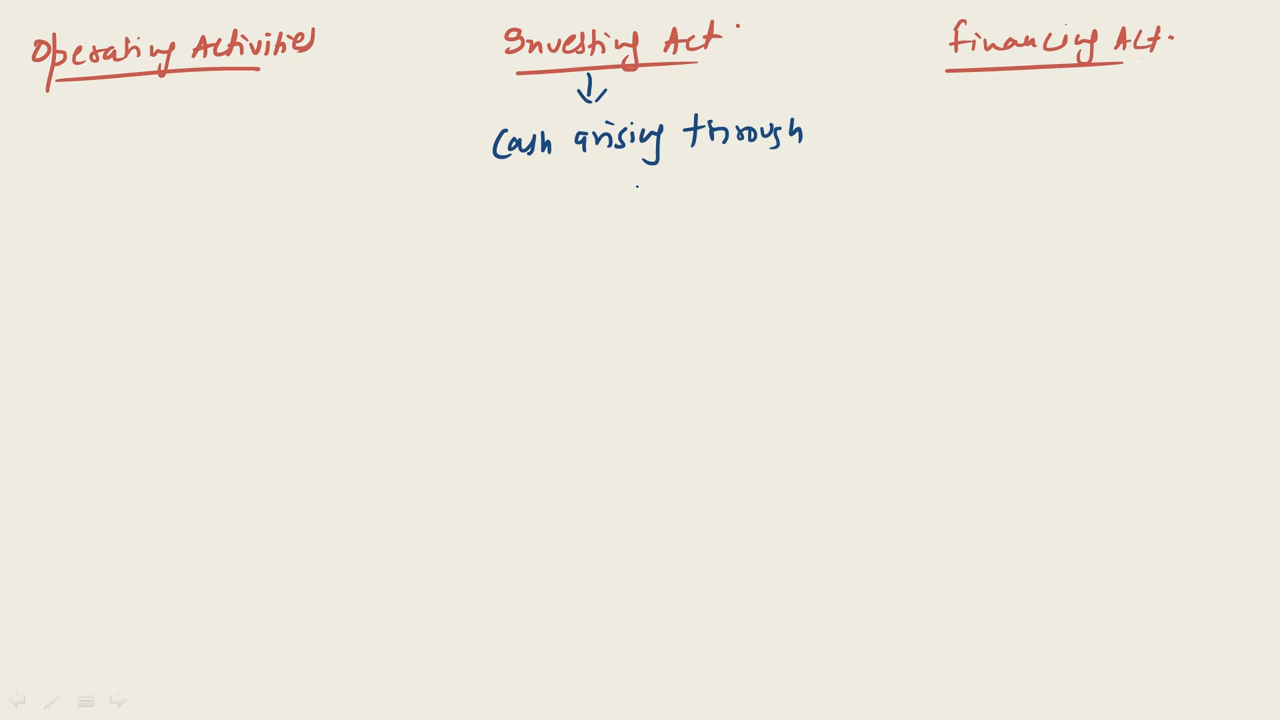 Operating Activities
Investing Act.
Financing Act.
Cash arising through